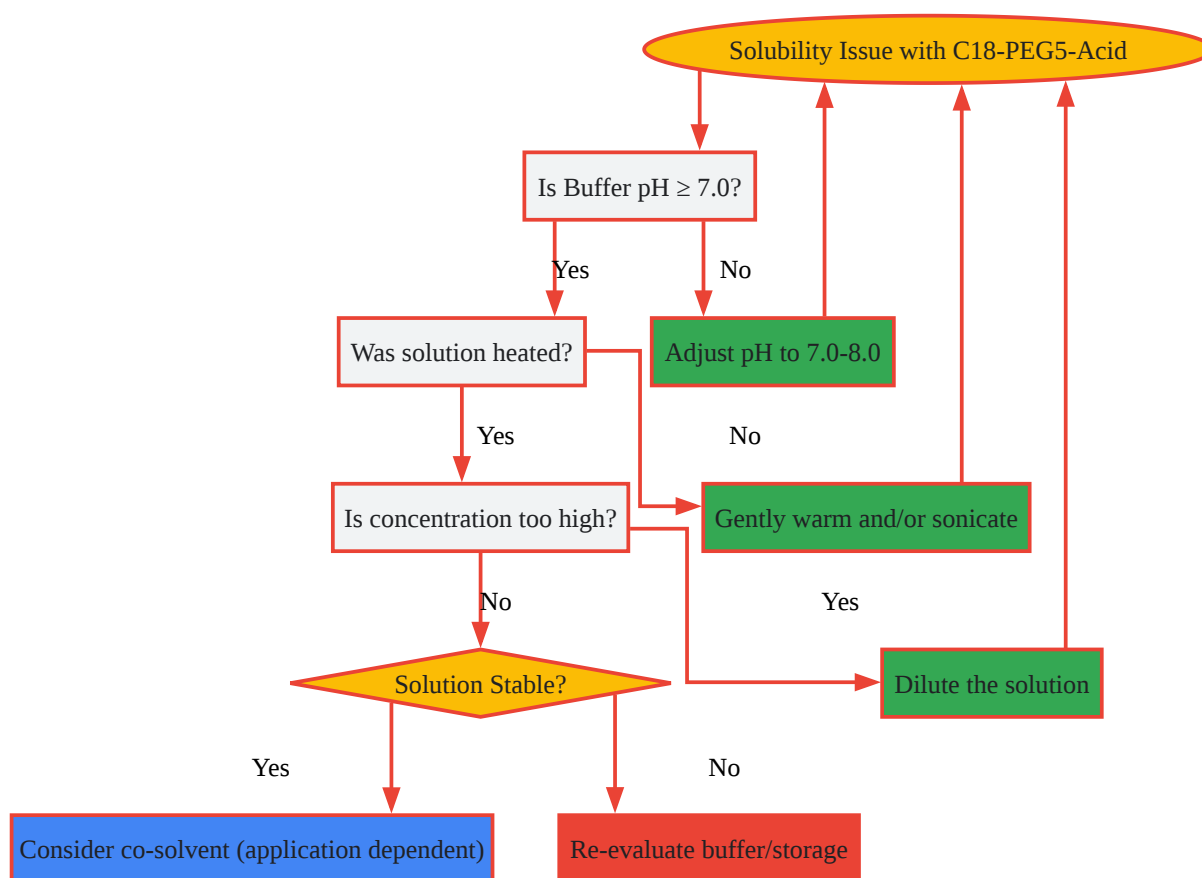 Solubility Issue with C18-PEG5-Acid
Is Buffer pH ≥ 7.0?
Yes
No
Was solution heated?
Adjust pH to 7.0-8.0
Yes
No
Is concentration too high?
Gently warm and/or sonicate
No
Yes
Solution Stable?
Dilute the solution
Yes
No
Consider co-solvent (application dependent)
Re-evaluate buffer/storage